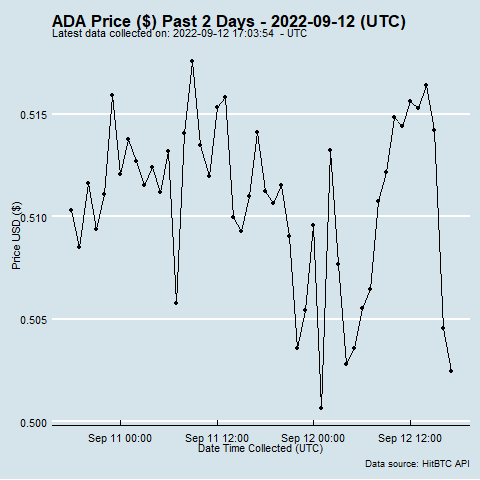 ADA Price ($) Past 2 Days - 2022-09-12 (UTC)
Latest data collected on: 2022-09-12 17:03:54 - UTC
0.515
0.510
0.505
0.500
Price USD ($)
Sep 11 00:00 Sep 11 12:00 Sep 12 00:00 Sep 12 12:00
Date Time Collected (UTC)
Data source: HitBTC API